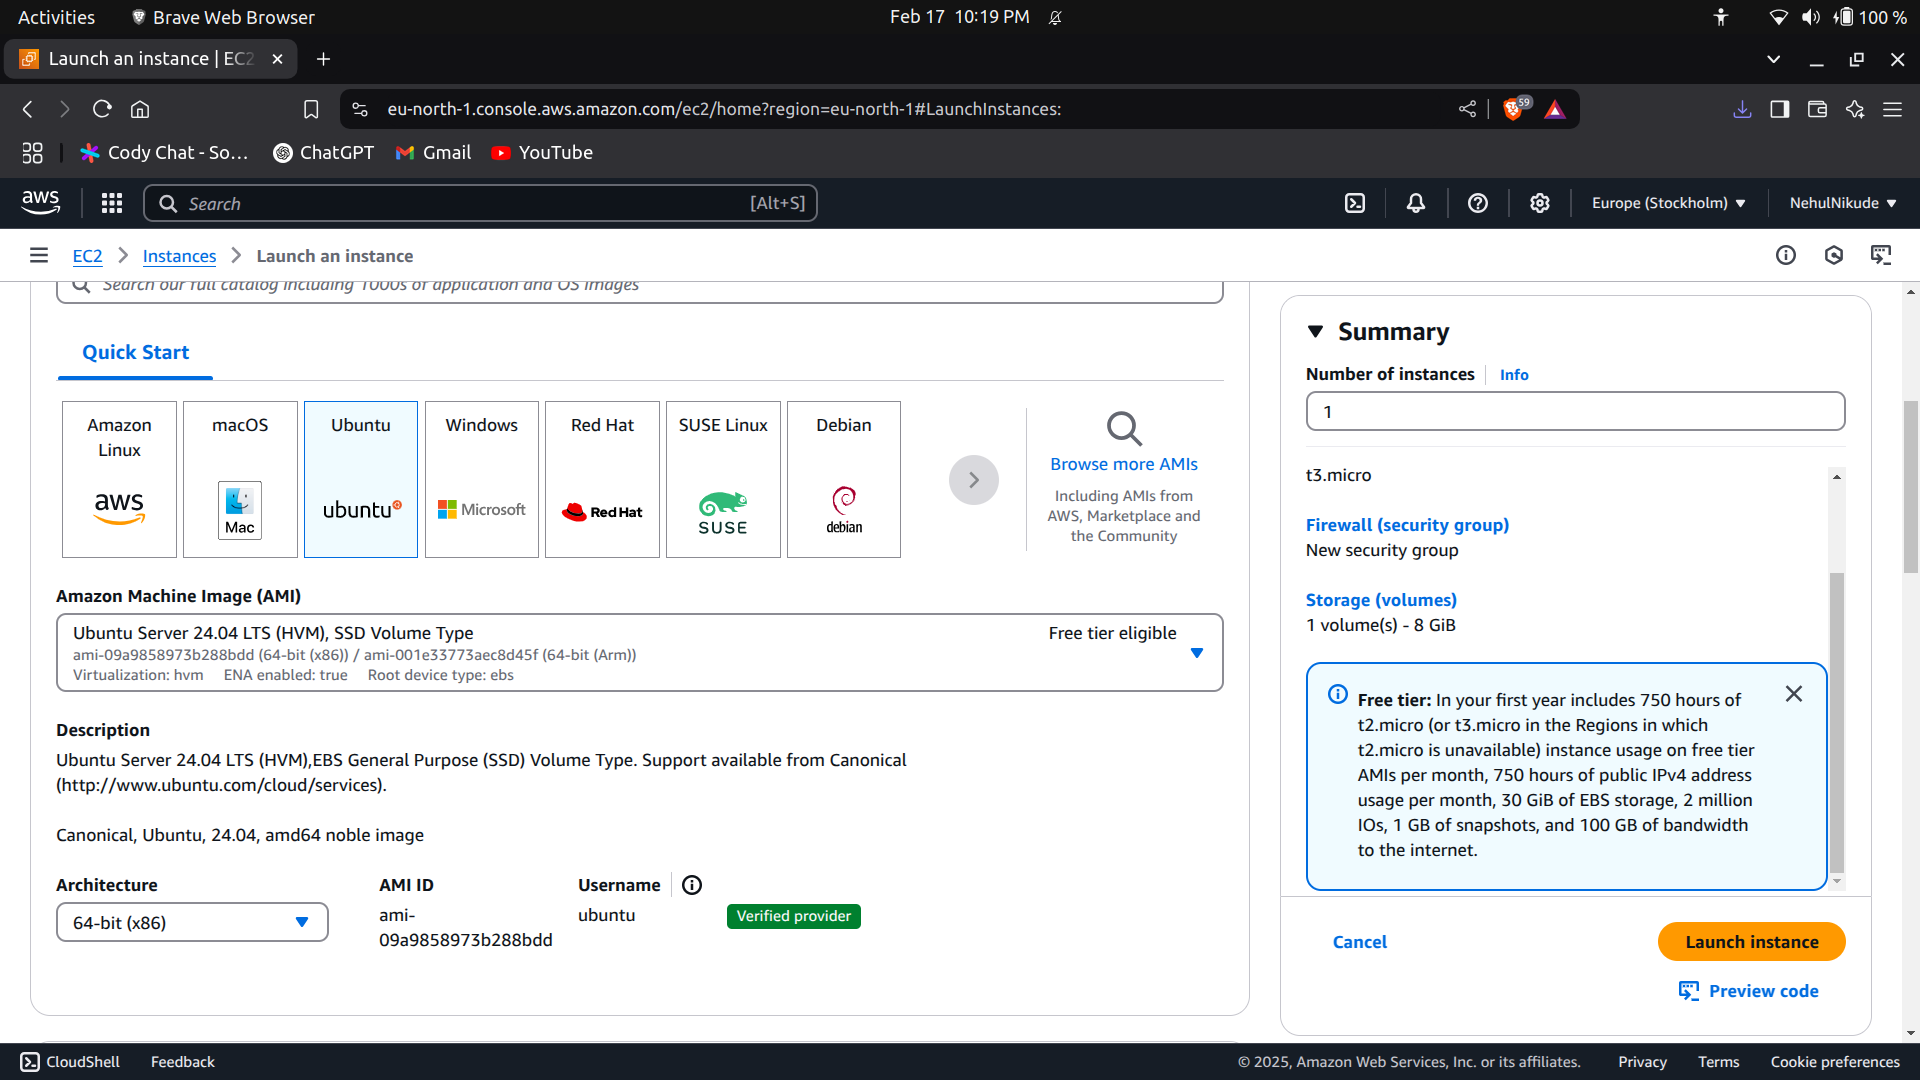 Activities
Brave Web Browser
Feb 17 10:19 PM
100 %
Launch an instance | EC2
eu-north-1.console.aws.amazon.com/ec2/home?region=eu-north-1#LaunchInstances:
59
Cody Chat - So...
ChatGPT
Gmail
YouTube
aws
Search
[Alt+S]
Europe (Stockholm)
NehulNikude
EC2
Instances
Launch an instance
Search our full catalog including 1000s of application and OS images
Quick Start
Amazon
Linux
aws
macOS
Mac
Ubuntu
ubuntu
Windows
Microsoft
Red Hat
Red Hat
SUSE Linux
SUSE
Debian
debian
Browse more AMIs
Including AMIs from
AWS, Marketplace and
the Community
Amazon Machine Image (AMI)
Ubuntu Server 24.04 LTS (HVM), SSD Volume Type
Free tier eligible
ami-09a9858973b288bdd (64-bit (x86)) / ami-001e33773aec8d45f (64-bit (Arm))
Virtualization: hvm ENA enabled: true Root device type: ebs
Description
Ubuntu Server 24.04 LTS (HVM),EBS General Purpose (SSD) Volume Type. Support available from Canonical
(http://www.ubuntu.com/cloud/services).
Canonical, Ubuntu, 24.04, amd64 noble image
Architecture
64-bit (x86)
AMI ID
ami-
09a9858973b288bdd
Username
ubuntu
Verified provider
Summary
Number of instances
Info
1
t3.micro
Firewall (security group)
New security group
Storage (volumes)
1 volume(s) - 8 GiB
Free tier: In your first year includes 750 hours of
t2.micro (or t3.micro in the Regions in which
t2.micro is unavailable) instance usage on free tier
AMIs per month, 750 hours of public IPv4 address
usage per month, 30 GiB of EBS storage, 2 million
IOs, 1 GB of snapshots, and 100 GB of bandwidth
to the internet.
Cancel
Launch instance
Preview code
CloudShell
Feedback
© 2025, Amazon Web Services, Inc. or its affiliates.
Privacy
Terms
Cookie preferences